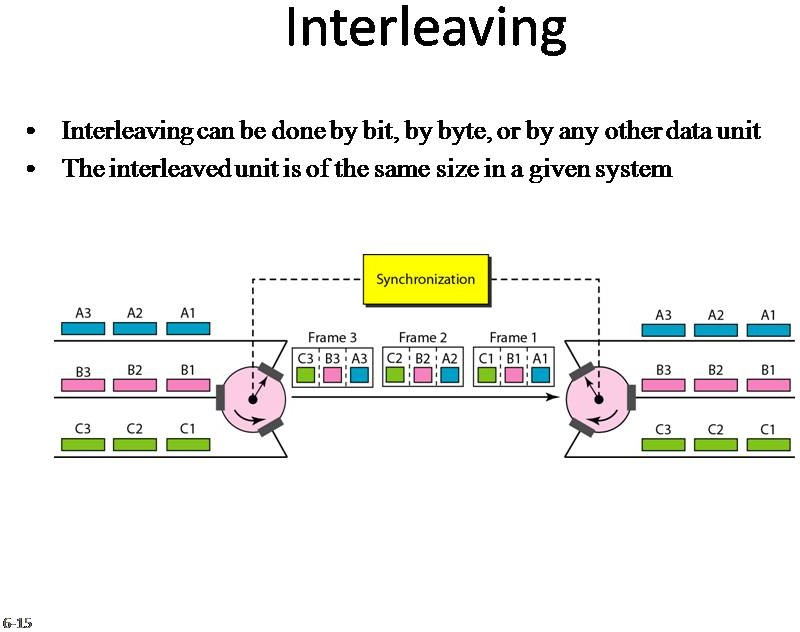 Interleaving
• Interleaving can be done by bit, by byte, or by any other data unit
• The interleaved unit is of the same size in a given system
Synchronization
A3 A2 A1
B3 B2 B1
C3 C2 C1
Frame 3 Frame 2 Frame 1
C3 B3 A3 C2 B2 A2 C1 B1 A1
A3 A2 A1
B3 B2 B1
C3 C2 C1
6-15